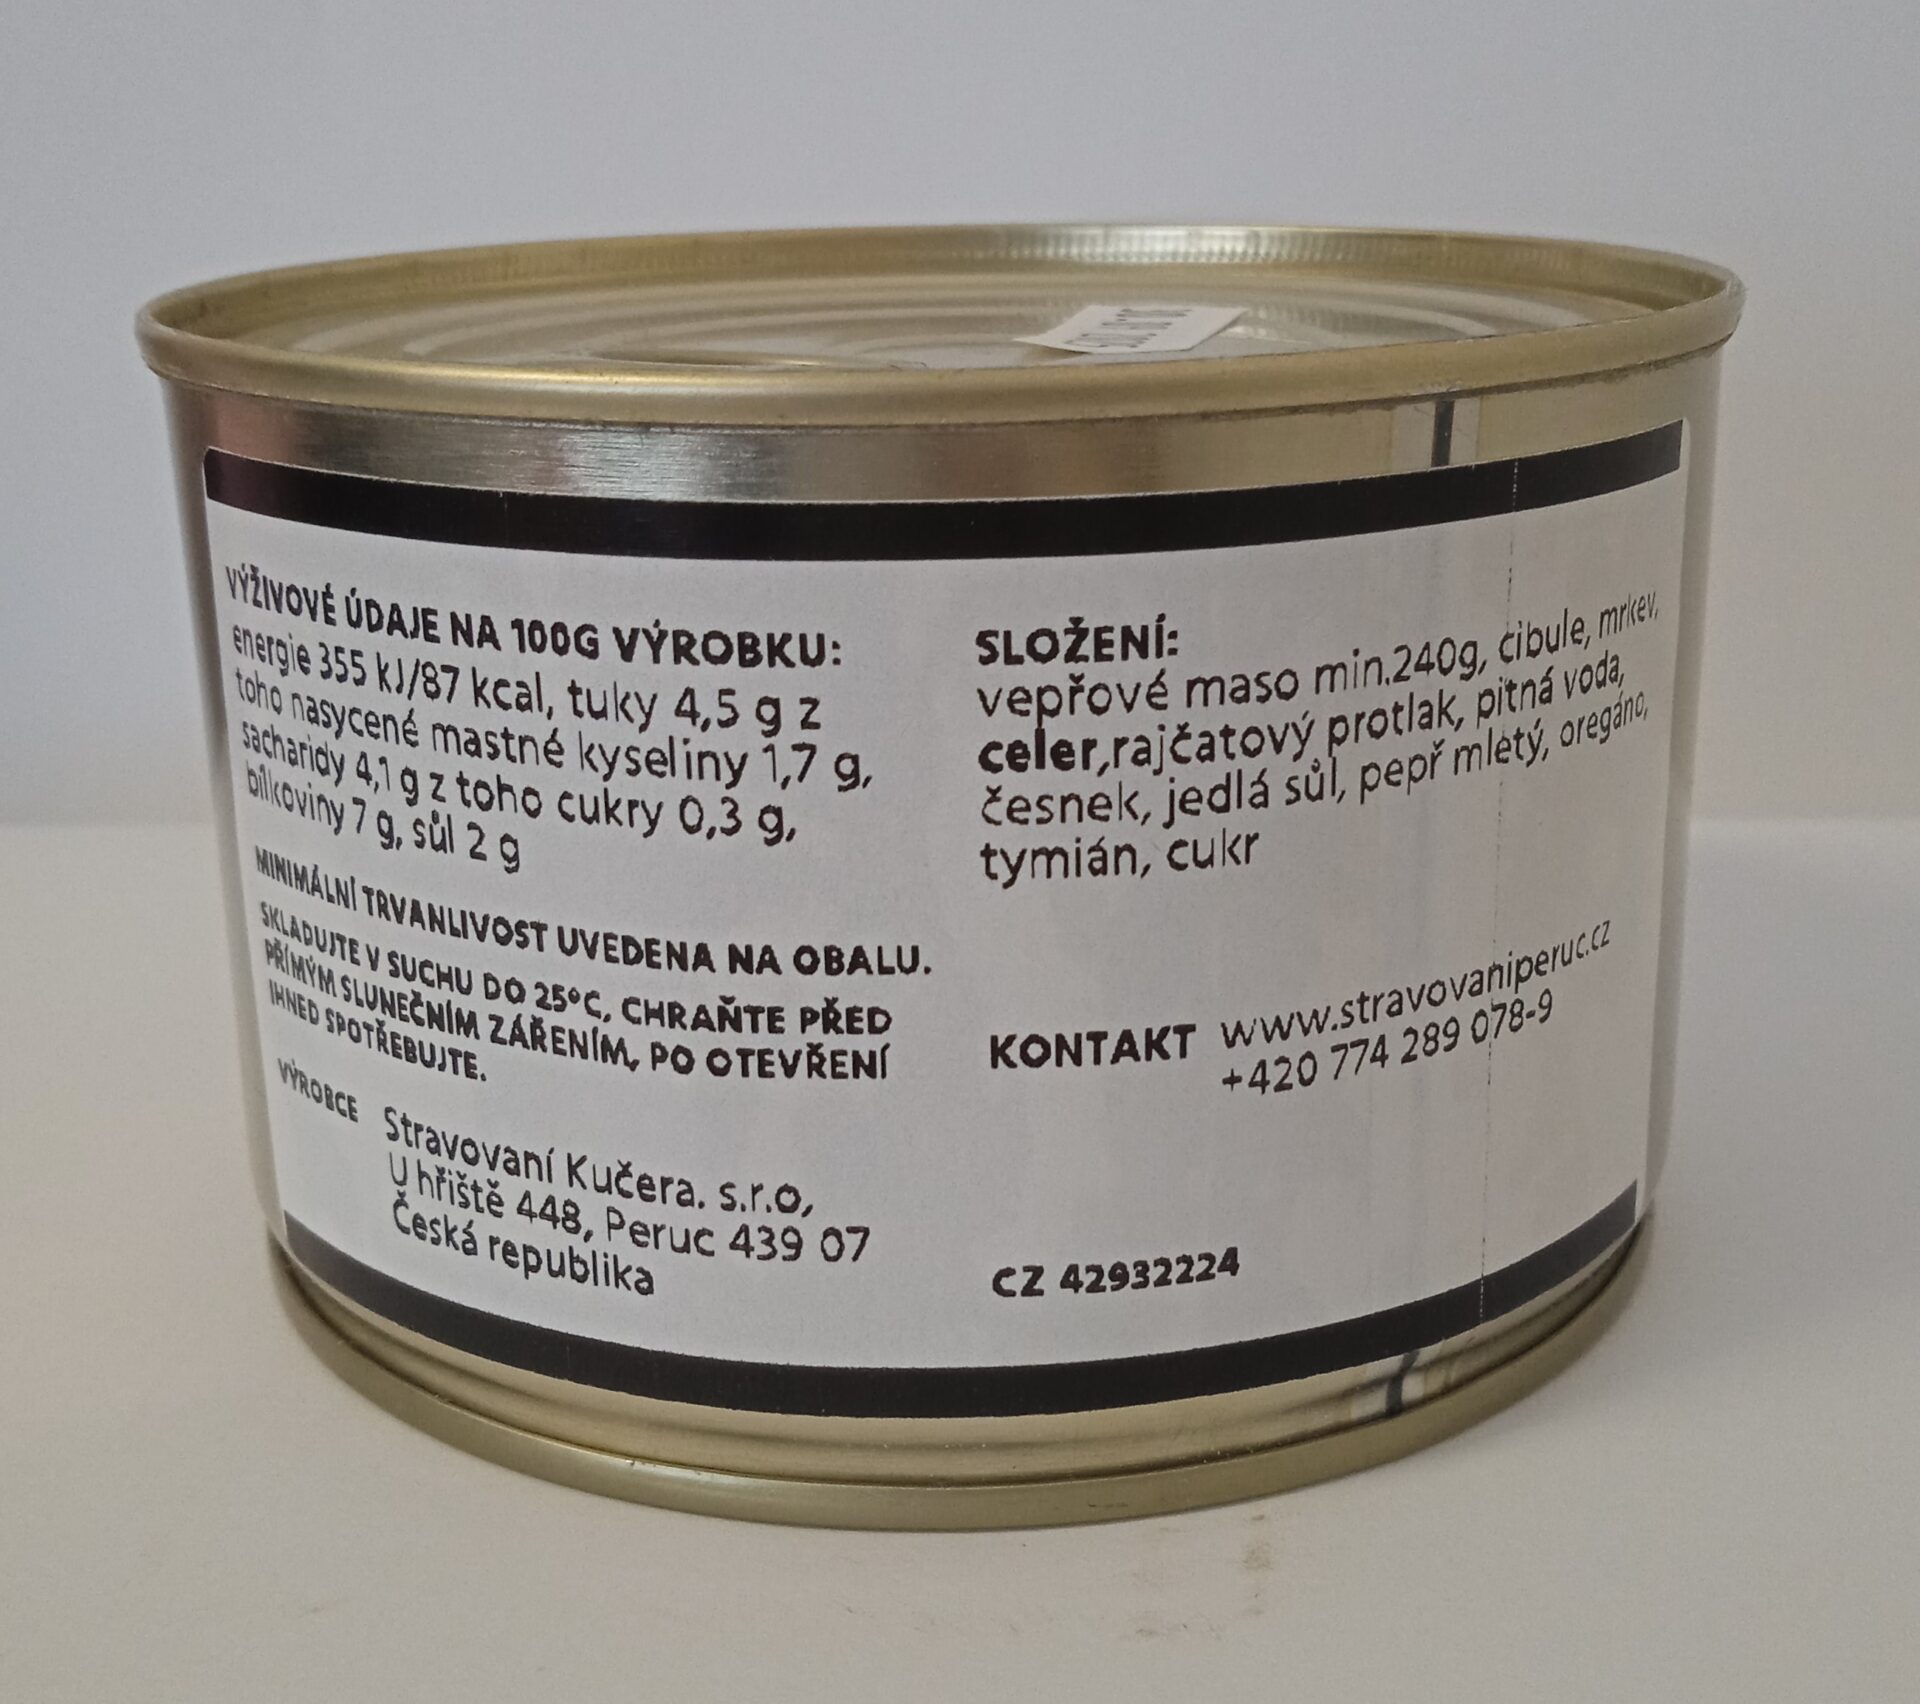 VÝŽIVOVÉ ÚDAJE NA 100G VÝROBKU:
energie 355 kJ/87 kcal, tuky 4,5 g z
toho nasycené mastné kyseliny 1,7 g,
sacharidy 4,1 g z toho cukry 0,3 g,
bílkoviny 7 g, sůl 2 g
MINIMÁLNÍ TRVANLIVOST UVEDENA NA OBALU.
SKLADUJTE V SUCHU DO 25°C, CHRAŇTE PŘED
PŘÍMÝM SLUNEČNÍM ZÁŘENÍM, PO OTEVŘENÍ
IHNED SPOTŘEBUJTE.
VÝROBCE Stravovaní Kučera. s.r.o,
U hřiště 448, Peruc 439 07
Česká republika
SLOŽENÍ:
vepřové maso min.240g, cibule, mrkev,
celer,rajčatový protlak, pitná voda,
česnek, jedlá sůl, pepř mletý, oregáno,
tymián, cukr
KONTAKT www.stravovaniperuc.cz
+420 774 289 078-9
CZ 42932224